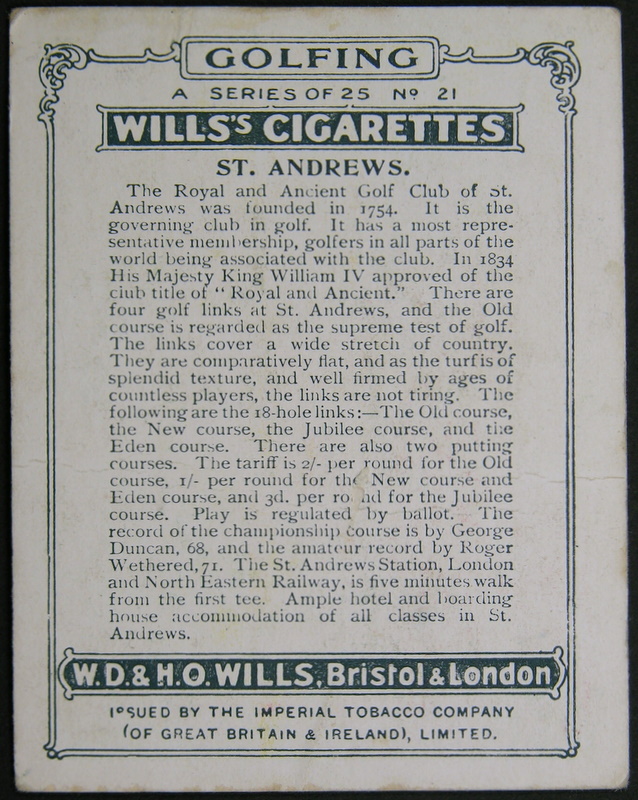 GOLFING
A SERIES OF 25 Nº 21
WILLS'S CIGARETTES
ST. ANDREWS.
The Royal and Ancient Golf Club of St.
Andrews was founded in 1754. It is the
governing club in golf. It has a most repre-
sentative membership, golfers in all parts of the
world being associated with the club. In 1834
His Majesty King William IV approved of the
club title of "Royal and Ancient." There are
four golf links at St. Andrews, and the Old
course is regarded as the supreme test of golf.
The links cover a wide stretch of country.
They are comparatively flat, and as the turf is of
splendid texture, and well firmed by ages of
countless players, the links are not tiring. The
following are the 18-hole links:—The Old course,
the New course, the Jubilee course, and the
Eden course. There are also two putting
courses. The tariff is 2/- per round for the Old
course, 1/- per round for the New course and
Eden course, and 3d. per round for the Jubilee
course. Play is regulated by ballot. The
record of the championship course is by George
Duncan, 68, and the amateur record by Roger
Wethered, 71. The St. Andrews Station, London
and North Eastern Railway, is five minutes walk
from the first tee. Ample hotel and boarding
house accommodation of all classes in St.
Andrews.
W.D. & H.O. WILLS, Bristol & London
ISSUED BY THE IMPERIAL TOBACCO COMPANY
(OF GREAT BRITAIN & IRELAND), LIMITED.